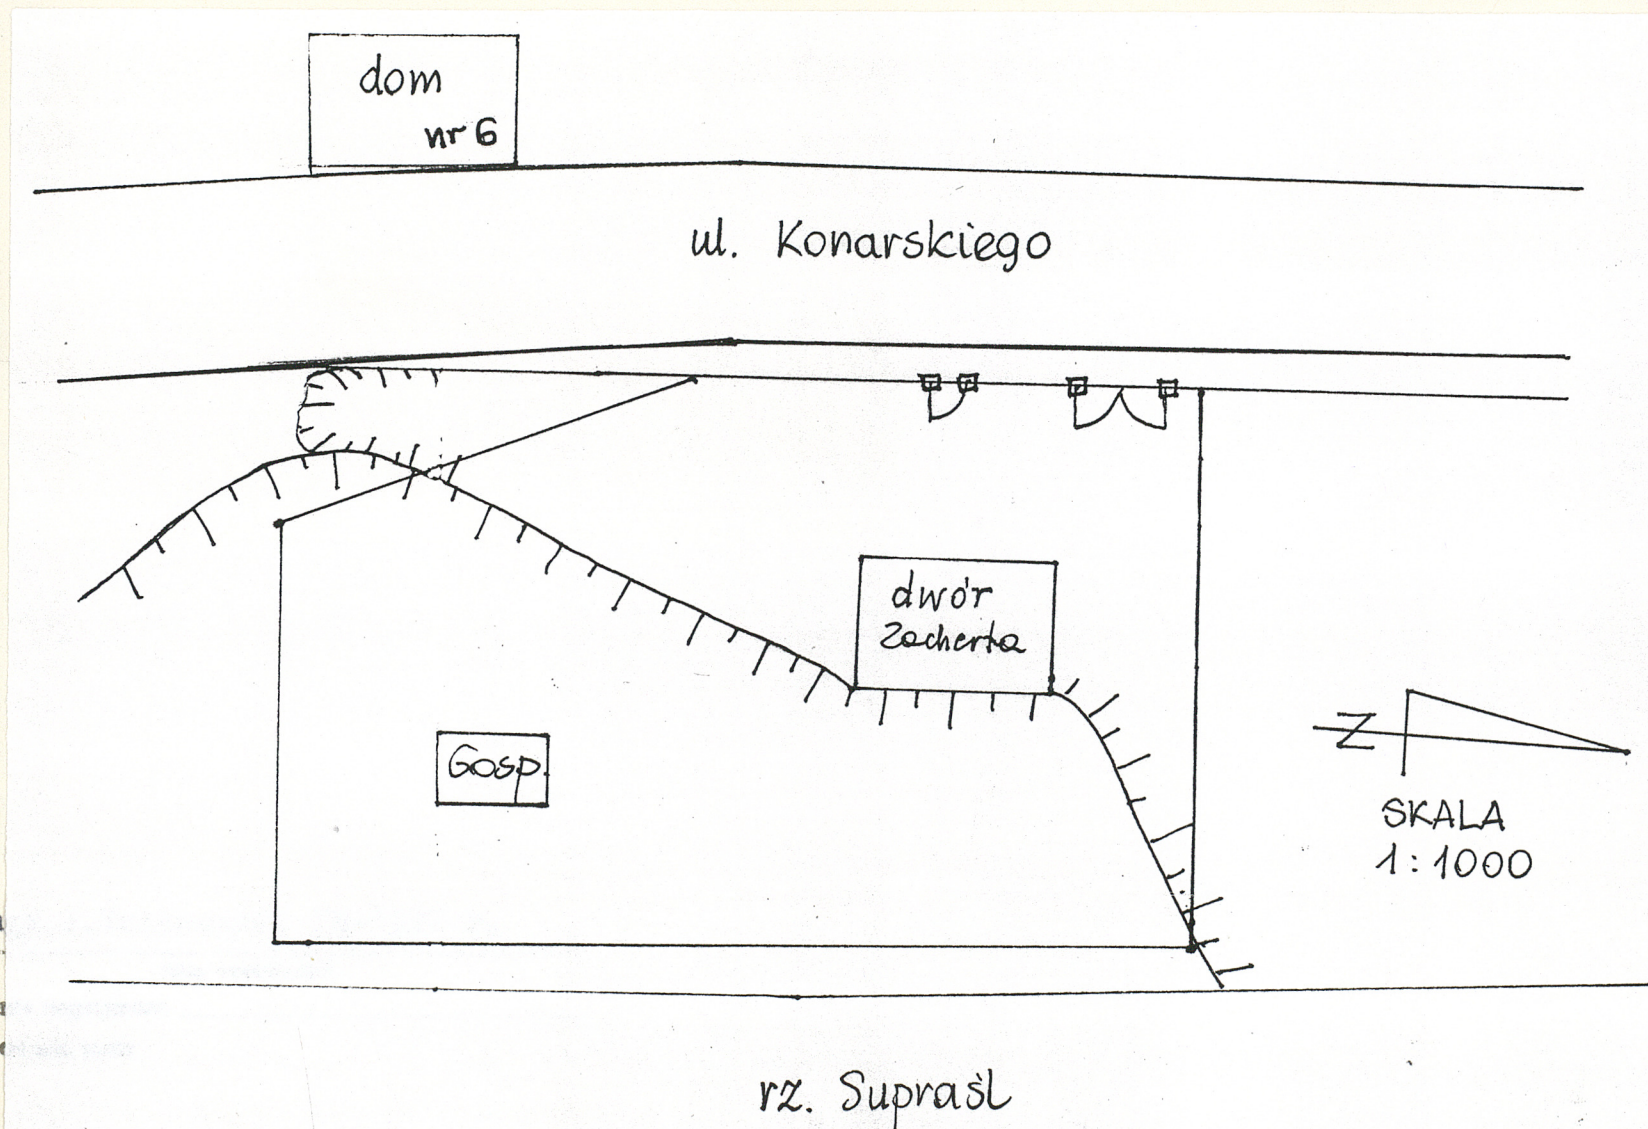 dom
nr 6
ul. Konarskiego
dwór
Zacherta
Gosp.
Z
SKALA
1:1000
rz. Supraśl